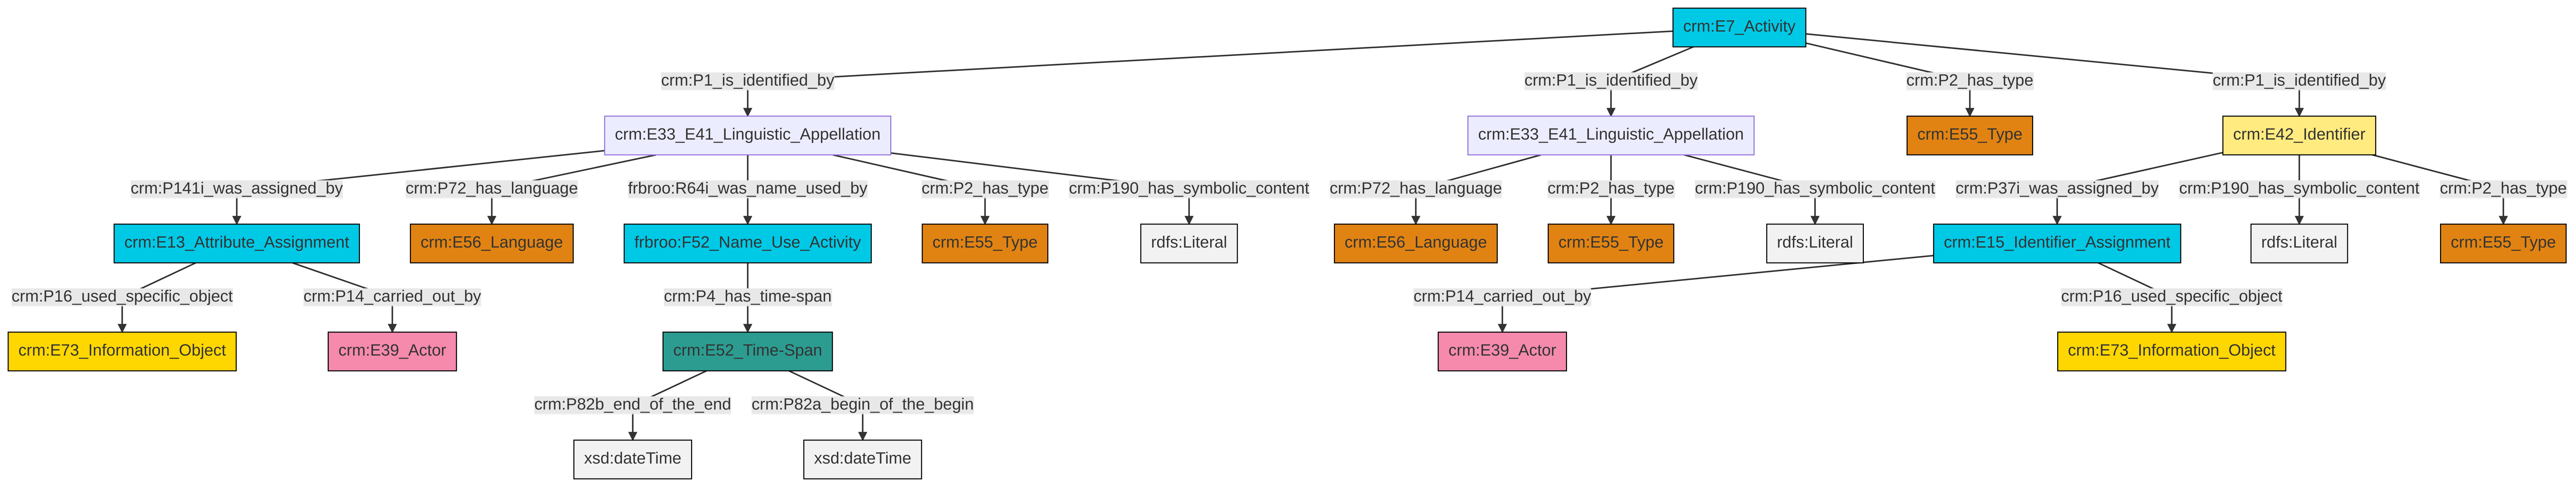 crm:E7_Activity
crm:P1_is_identified_by
crm:P1_is_identified_by
crm:P2_has_type
crm:P1_is_identified_by
crm:E33_E41_Linguistic_Appellation
crm:E33_E41_Linguistic_Appellation
crm:E55_Type
crm:E42_Identifier
crm:P141i_was_assigned_by
crm:P72_has_language
frbroo:R64i_was_name_used_by
crm:P2_has_type
crm:P190_has_symbolic_content
crm:P72_has_language
crm:P2_has_type
crm:P190_has_symbolic_content
crm:P37i_was_assigned_by
crm:P190_has_symbolic_content
crm:P2_has_type
crm:E13_Attribute_Assignment
crm:E56_Language
frbroo:F52_Name_Use_Activity
crm:E55_Type
rdfs:Literal
crm:E56_Language
crm:E55_Type
rdfs:Literal
crm:E15_Identifier_Assignment
rdfs:Literal
crm:E55_Type
crm:P16_used_specific_object
crm:P14_carried_out_by
crm:P4_has_time-span
crm:P14_carried_out_by
crm:P16_used_specific_object
crm:E73_Information_Object
crm:E39_Actor
crm:E52_Time-Span
crm:E39_Actor
crm:E73_Information_Object
crm:P82b_end_of_the_end
crm:P82a_begin_of_the_begin
xsd:dateTime
xsd:dateTime